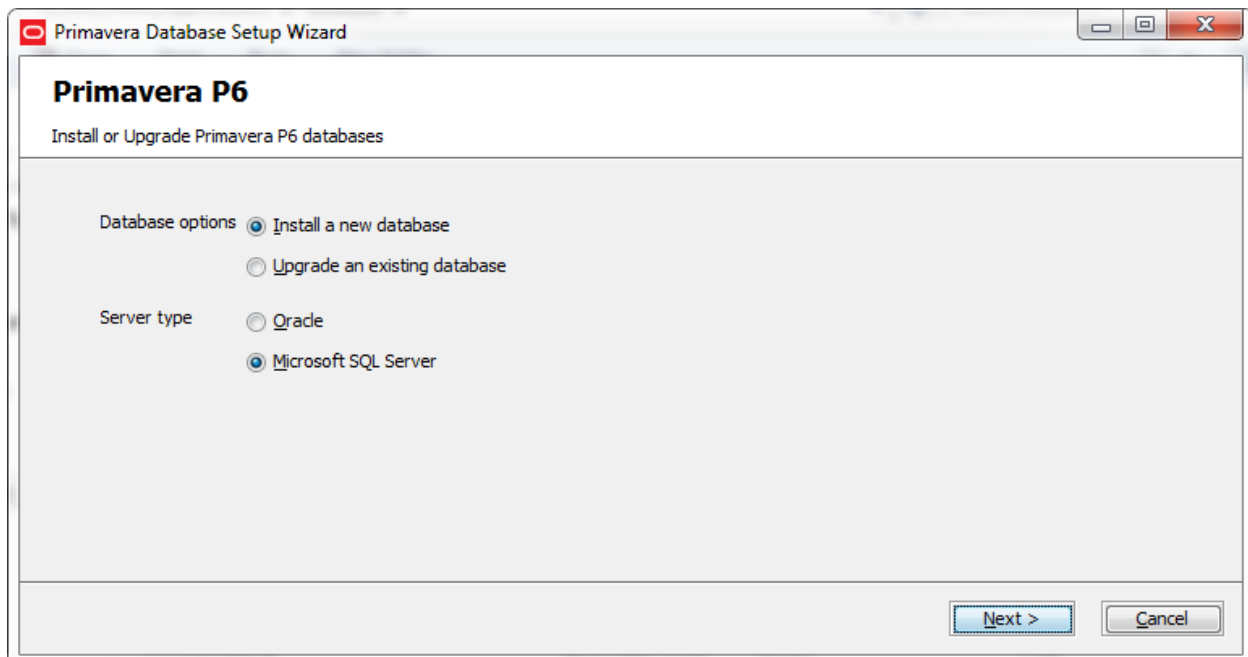 Primavera Database Setup Wizard
Primavera P6
Install or Upgrade Primavera P6 databases
Database options Install a new database
Upgrade an existing database
Server type Oracle
Microsoft SQL Server
Next > Cancel